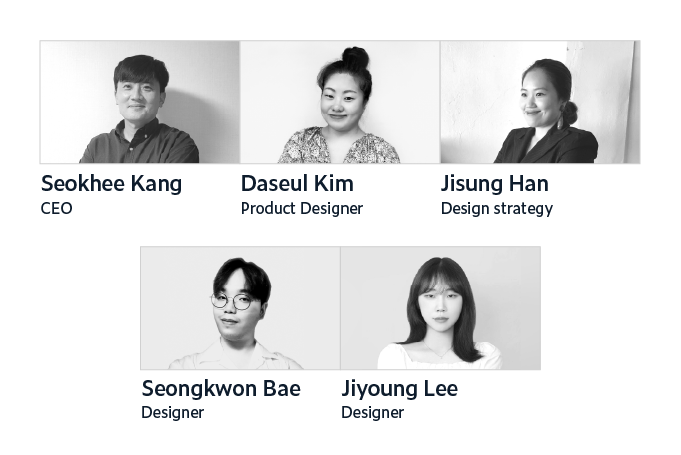 Seokhee Kang
CEO
Daseul Kim
Product Designer
Jisung Han
Design strategy
Seongkwon Bae
Designer
Jiyoung Lee
Designer